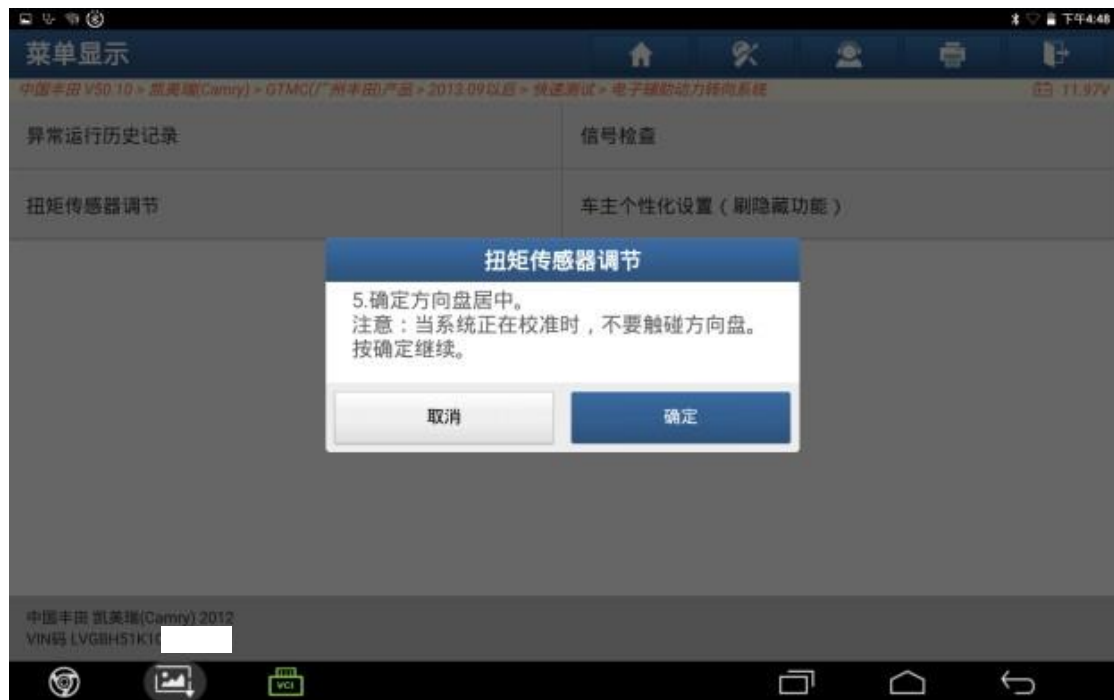 下午4:48
菜单显示
中国丰田 V50.10 > 凯美瑞(Camry) > GTMC(广州丰田)产品 > 2013.09以后 > 快速测试 > 电子辅助动力转向系统
11.97V
异常运行历史记录
信号检查
扭矩传感器调节
车主个性化设置（刷隐藏功能）
扭矩传感器调节
5.确定方向盘居中。
注意：当系统正在校准时，不要触碰方向盘。
按确定继续。
取消
确定
中国丰田 凯美瑞(Camry) 2012
VIN码 LVGBH51K1
VCI